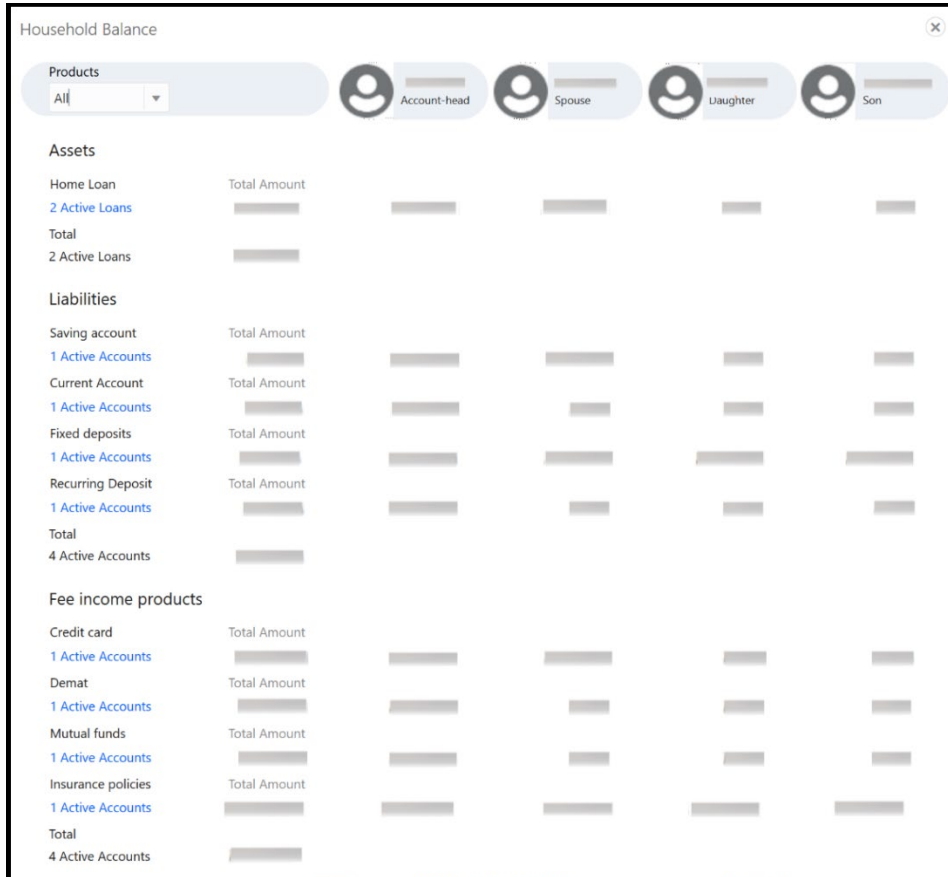 Household Balance
Products
All
Account-head
Spouse
Daughter
Son
Assets
Home Loan Total Amount
2 Active Loans
Total
2 Active Loans
Liabilities
Saving account Total Amount
1 Active Accounts
Current Account Total Amount
1 Active Accounts
Fixed deposits Total Amount
1 Active Accounts
Recurring Deposit Total Amount
1 Active Accounts
Total
4 Active Accounts
Fee income products
Credit card Total Amount
1 Active Accounts
Demat Total Amount
1 Active Accounts
Mutual funds Total Amount
1 Active Accounts
Insurance policies Total Amount
1 Active Accounts
Total
4 Active Accounts